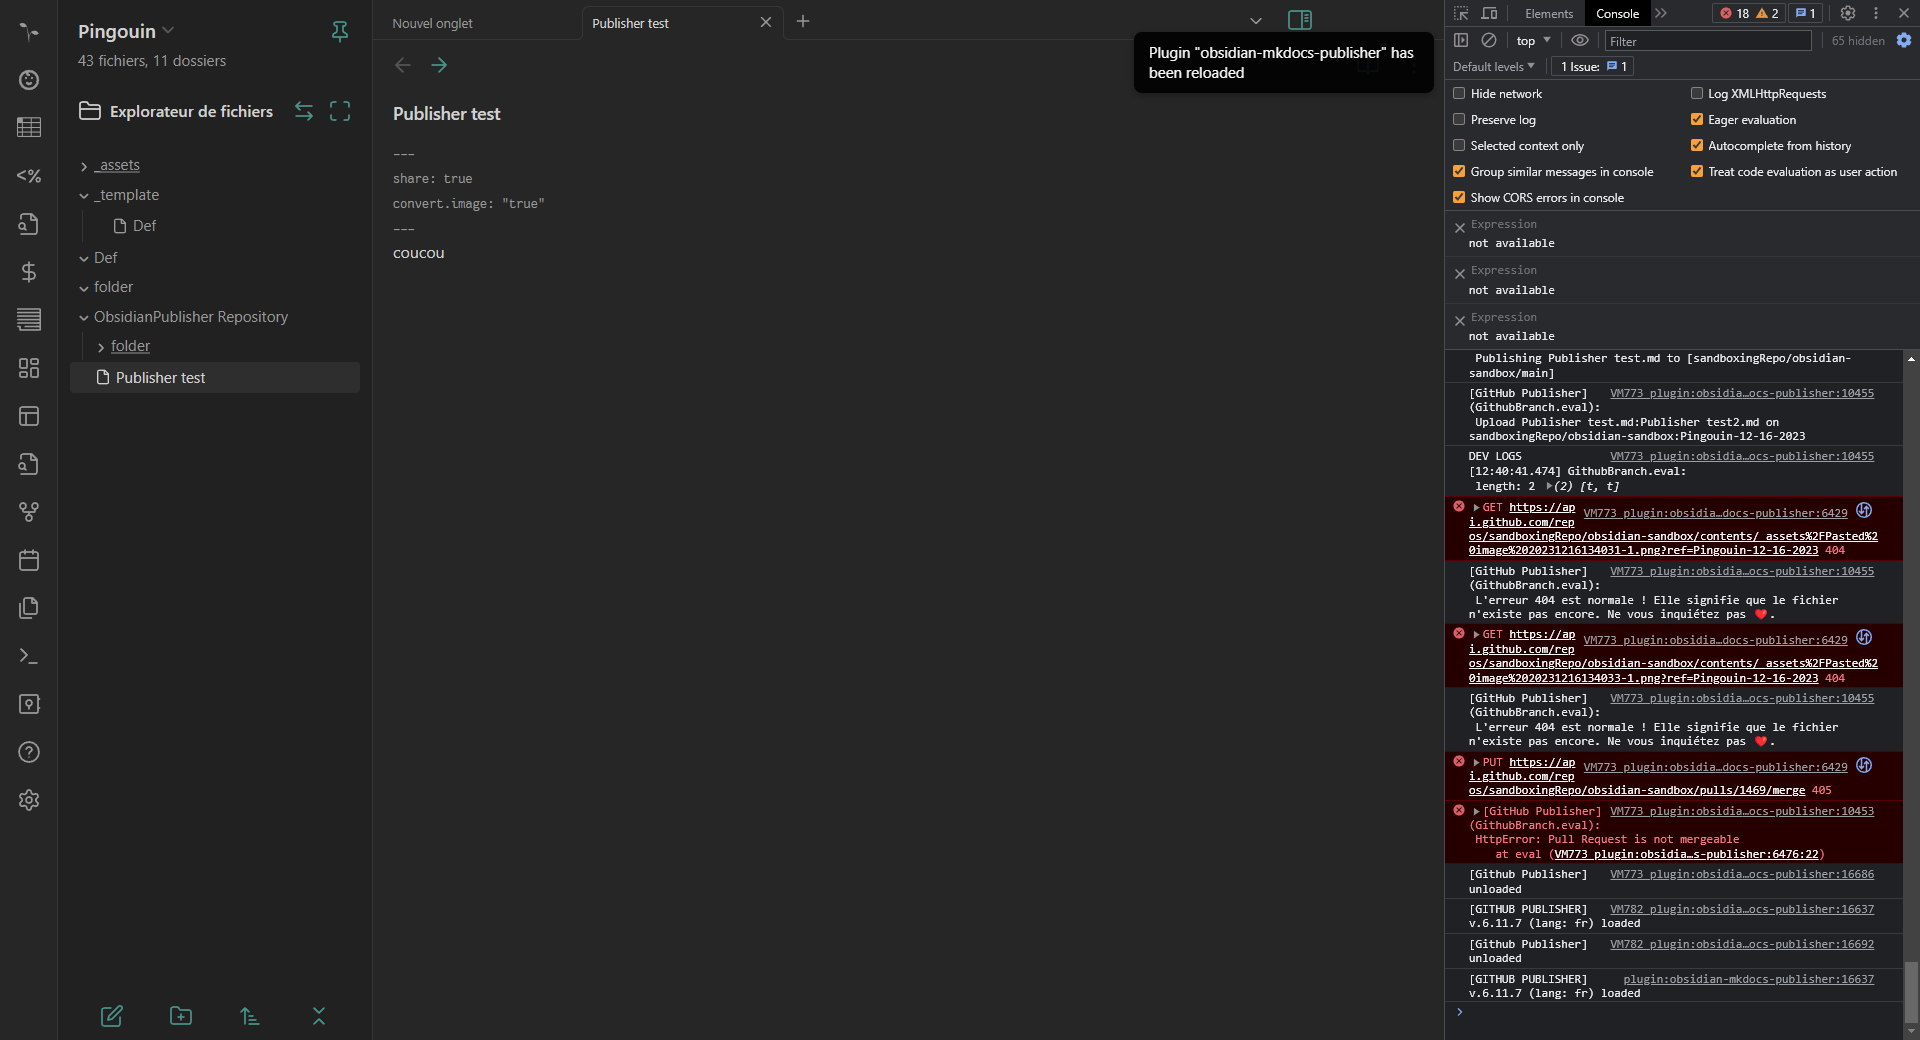 Pingouin
43 fichiers, 11 dossiers
Explorateur de fichiers
_assets
_template
Def
Def
folder
ObsidianPublisher Repository
folder
Publisher test
Nouvel onglet
Publisher test
Plugin "obsidian-mkdocs-publisher" has
been reloaded
Publisher test
---
share: true
convert.image: "true"
---
coucou
Elements
Console
18
2
1
top
Filter
65 hidden
Default levels
1 Issue:
1
Hide network
Log XMLHttpRequests
Preserve log
Eager evaluation
Selected context only
Autocomplete from history
Group similar messages in console
Treat code evaluation as user action
Show CORS errors in console
Expression
not available
Expression
not available
Expression
not available
Publishing Publisher test.md to [sandboxingRepo/obsidian-
sandbox/main]
[GitHub Publisher] VM773 plugin:obsidia…ocs-publisher:10455
(GithubBranch.eval):
Upload Publisher test.md:Publisher test2.md on
sandboxingRepo/obsidian-sandbox:Pingouin-12-16-2023
DEV LOGS VM773 plugin:obsidia…ocs-publisher:10455
[12:40:41.474] GithubBranch.eval:
length: 2 (2) [t, t]
GET https://ap VM773 plugin:obsidia…docs-publisher:6429
i.github.com/rep
os/sandboxingRepo/obsidian-sandbox/contents/_assets%2FPasted%2
0image%2020231216134031-1.png?ref=Pingouin-12-16-2023 404
[GitHub Publisher] VM773 plugin:obsidia…ocs-publisher:10455
(GithubBranch.eval):
L'erreur 404 est normale ! Elle signifie que le fichier
n'existe pas encore. Ne vous inquiétez pas ❤️.
GET https://ap VM773 plugin:obsidia…docs-publisher:6429
i.github.com/rep
os/sandboxingRepo/obsidian-sandbox/contents/_assets%2FPasted%2
0image%2020231216134033-1.png?ref=Pingouin-12-16-2023 404
[GitHub Publisher] VM773 plugin:obsidia…ocs-publisher:10455
(GithubBranch.eval):
L'erreur 404 est normale ! Elle signifie que le fichier
n'existe pas encore. Ne vous inquiétez pas ❤️.
PUT https://ap VM773 plugin:obsidia…docs-publisher:6429
i.github.com/rep
os/sandboxingRepo/obsidian-sandbox/pulls/1469/merge 405
[GitHub Publisher] VM773 plugin:obsidia…ocs-publisher:10453
(GithubBranch.eval):
HttpError: Pull Request is not mergeable
at eval (VM773 plugin:obsidia…s-publisher:6476:22)
[Github Publisher] VM773 plugin:obsidia…ocs-publisher:16686
unloaded
[GITHUB PUBLISHER] VM782 plugin:obsidia…ocs-publisher:16637
v.6.11.7 (lang: fr) loaded
[Github Publisher] VM782 plugin:obsidia…ocs-publisher:16692
unloaded
[GITHUB PUBLISHER] plugin:obsidian-mkdocs-publisher:16637
v.6.11.7 (lang: fr) loaded